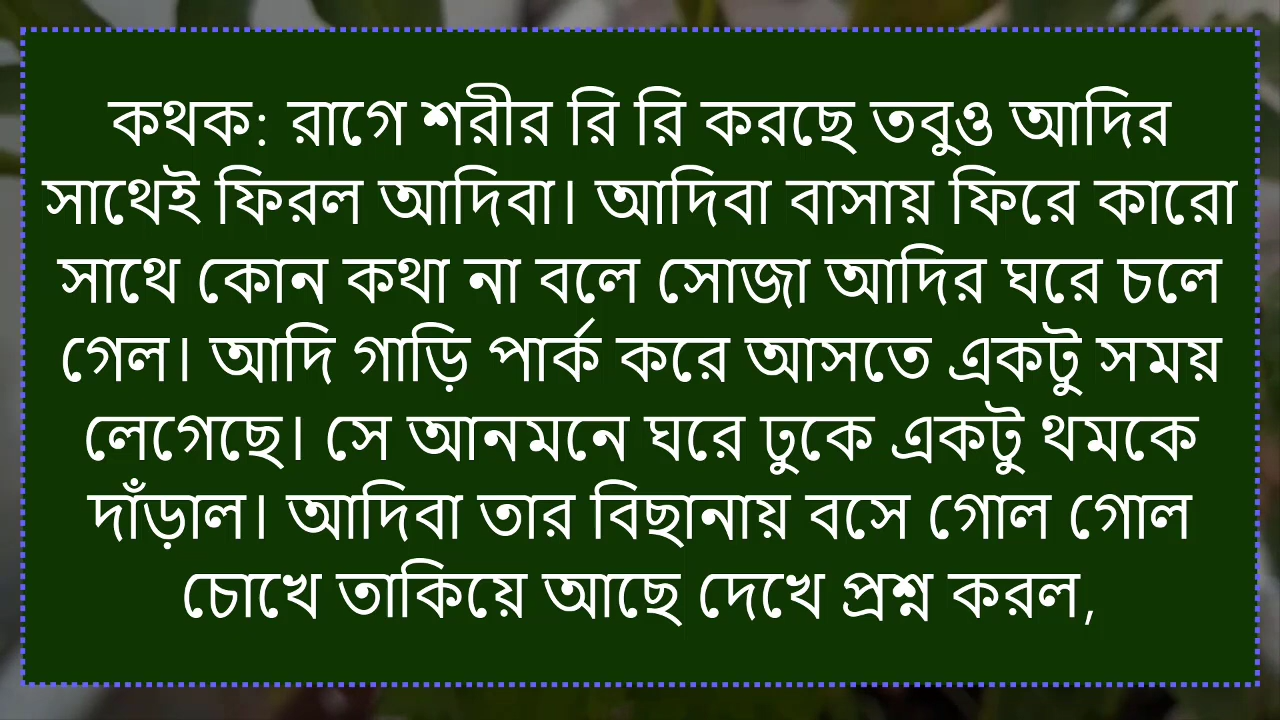 কথক: রাগে শরীর রি রি করছে তবুও আদির
সাথেই ফিরল আদিবা। আদিবা বাসায় ফিরে কারো
সাথে কোন কথা না বলে সোজা আদির ঘরে চলে
গেল। আদি গাড়ি পার্ক করে আসতে একটু সময়
লেগেছে। সে আনমনে ঘরে ঢুকে একটু থমকে
দাঁড়াল। আদিবা তার বিছানায় বসে গোল গোল
চোখে তাকিয়ে আছে দেখে প্রশ্ন করল,